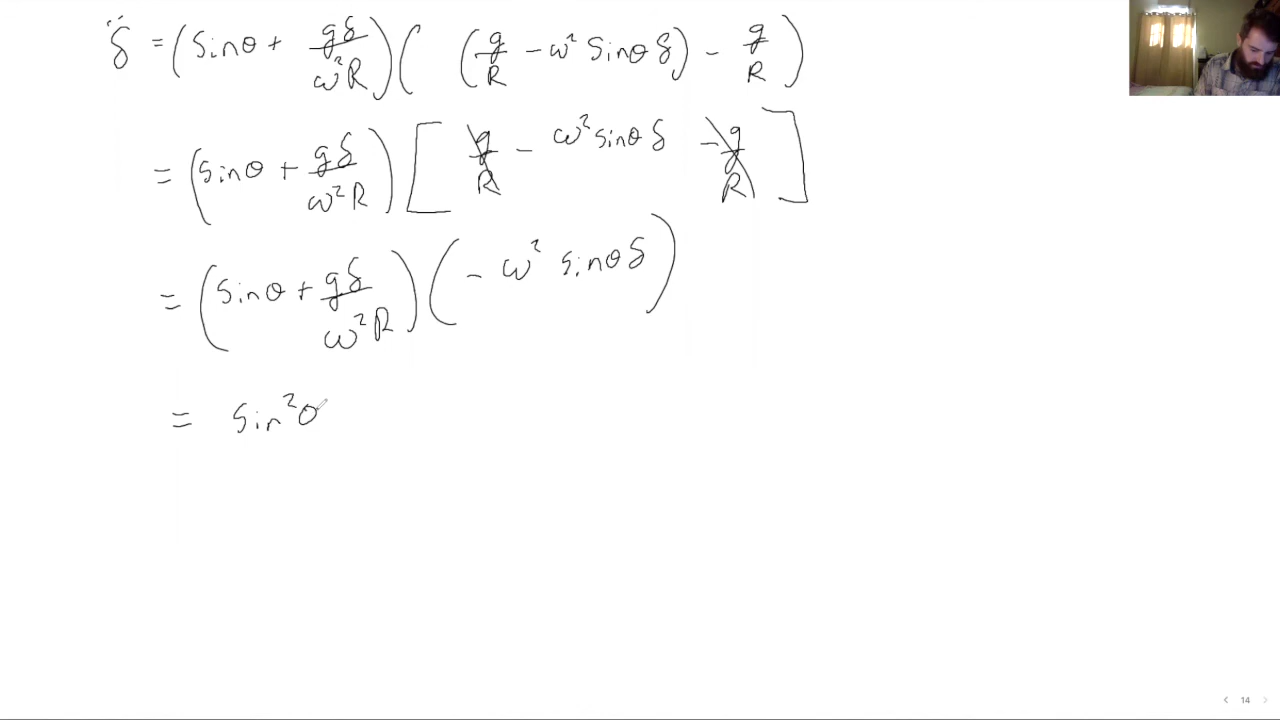 δ̈ = (sinθ + gδ/ω²R)( (g/R − ω² sinθ δ) − g/R )
= (sinθ + gδ/ω²R) [ g/R − ω² sinθ δ − g/R ]
= (sinθ + gδ/ω²R)(− ω² sinθ δ)
= sin²θ
14